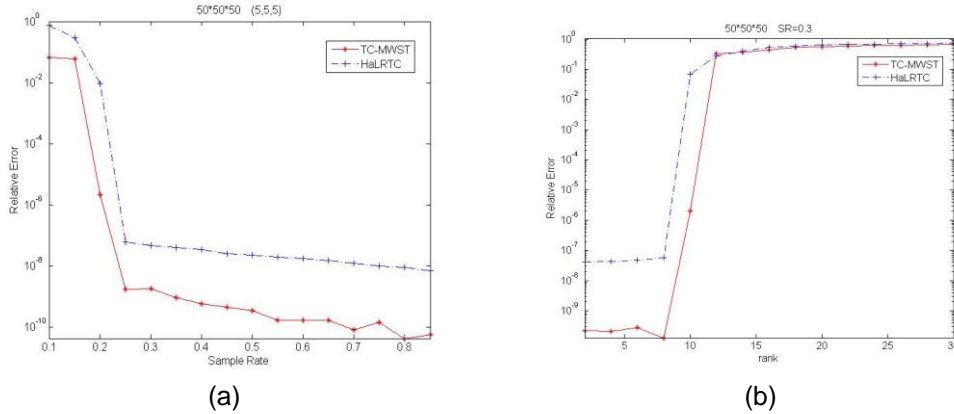 50*50*50 (5,5,5)
10^0
10^-2
10^-4
10^-6
10^-8
10^-10
Relative Error
TC-MWST
HaLRTC
0.1 0.2 0.3 0.4 0.5 0.6 0.7 0.8
Sample Rate
(a)
50*50*50 SR=0.3
10^0
10^-1
10^-2
10^-3
10^-4
10^-5
10^-6
10^-7
10^-8
10^-9
Relative Error
TC-MWST
HaLRTC
5 10 15 20 25 30
rank
(b)